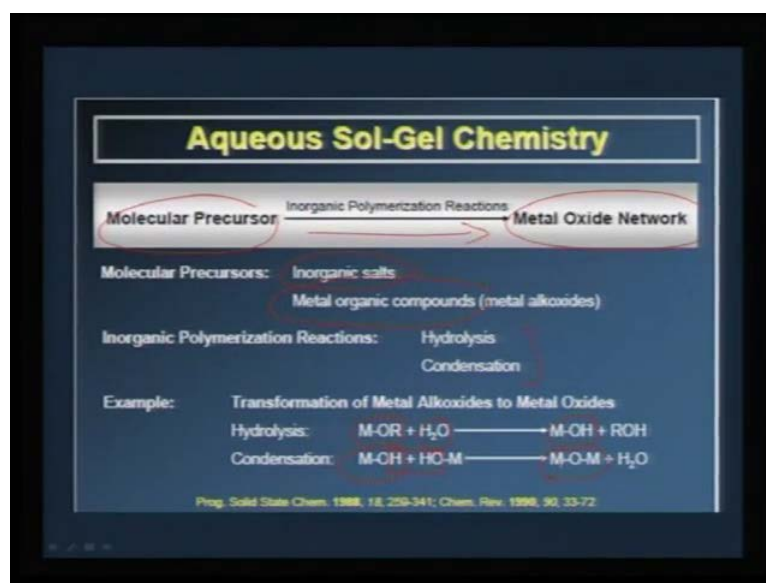 Aqueous Sol-Gel Chemistry
Inorganic Polymerization Reactions
Molecular Precursor Metal Oxide Network
Molecular Precursors: Inorganic salts
Metal organic compounds (metal alkoxides)
Inorganic Polymerization Reactions: Hydrolysis
Condensation
Example: Transformation of Metal Alkoxides to Metal Oxides
Hydrolysis: M-OR + H₂O → M-OH + ROH
Condensation: M-OH + HO-M → M-O-M + H₂O
Prog. Solid State Chem. 1988, 18, 259-341; Chem. Rev. 1990, 90, 33-72